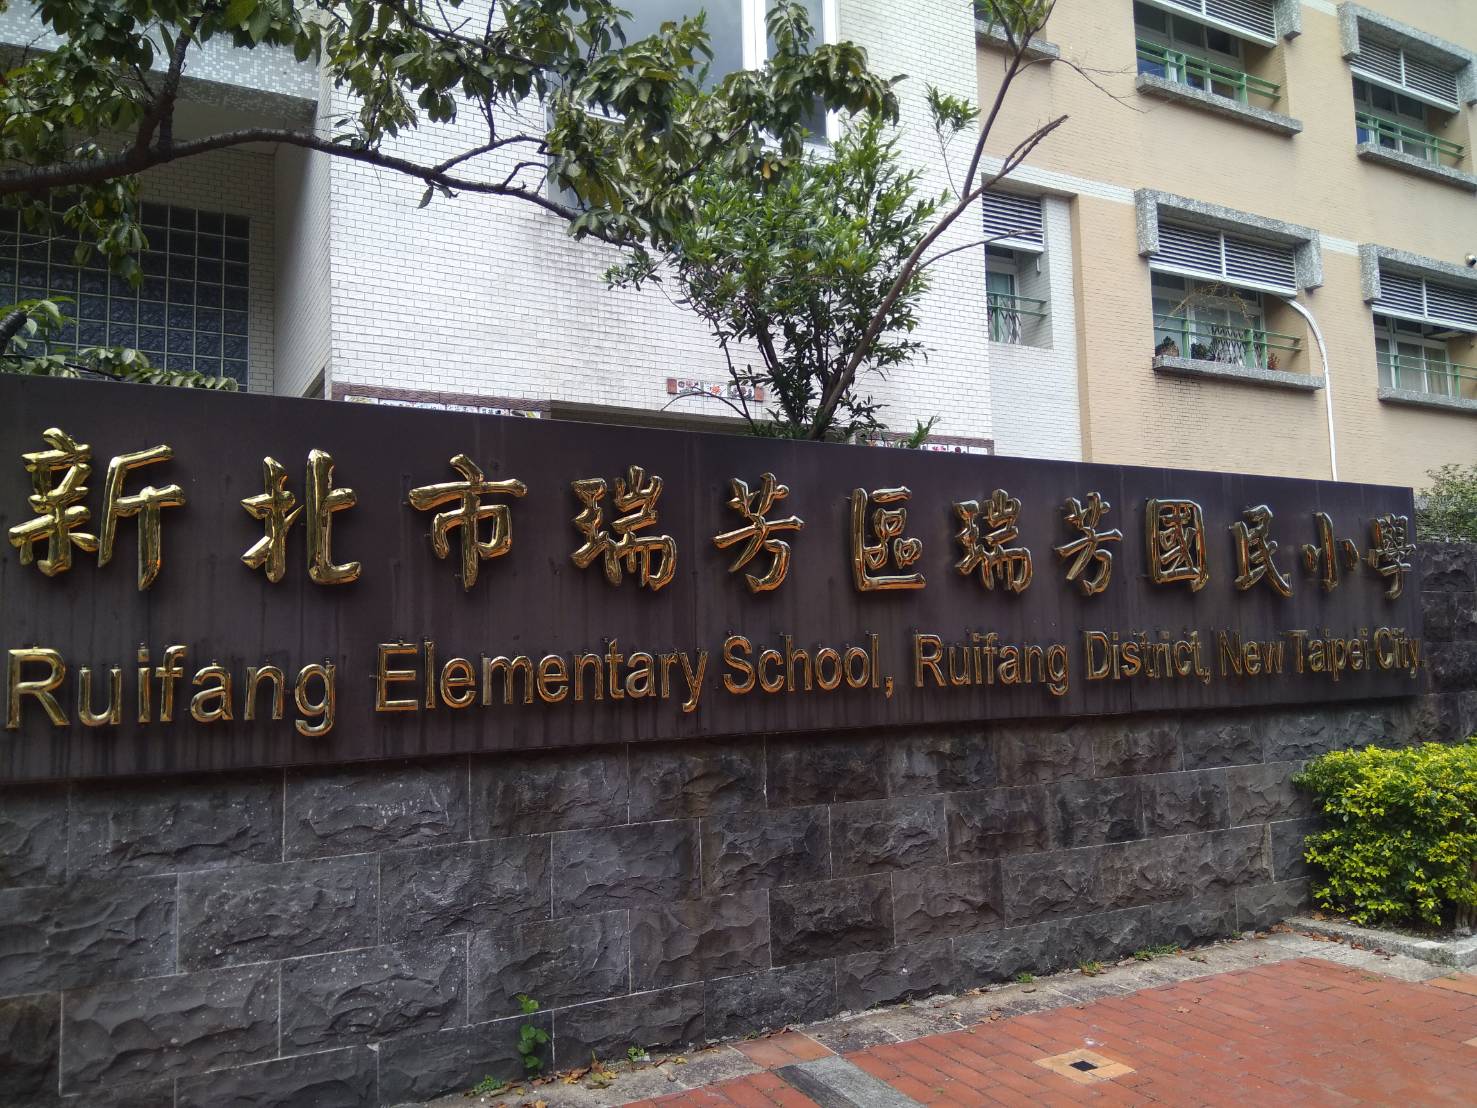 新北市瑞芳區瑞芳國民小學
Ruifang Elementary School, Ruifang District, New Taipei City.